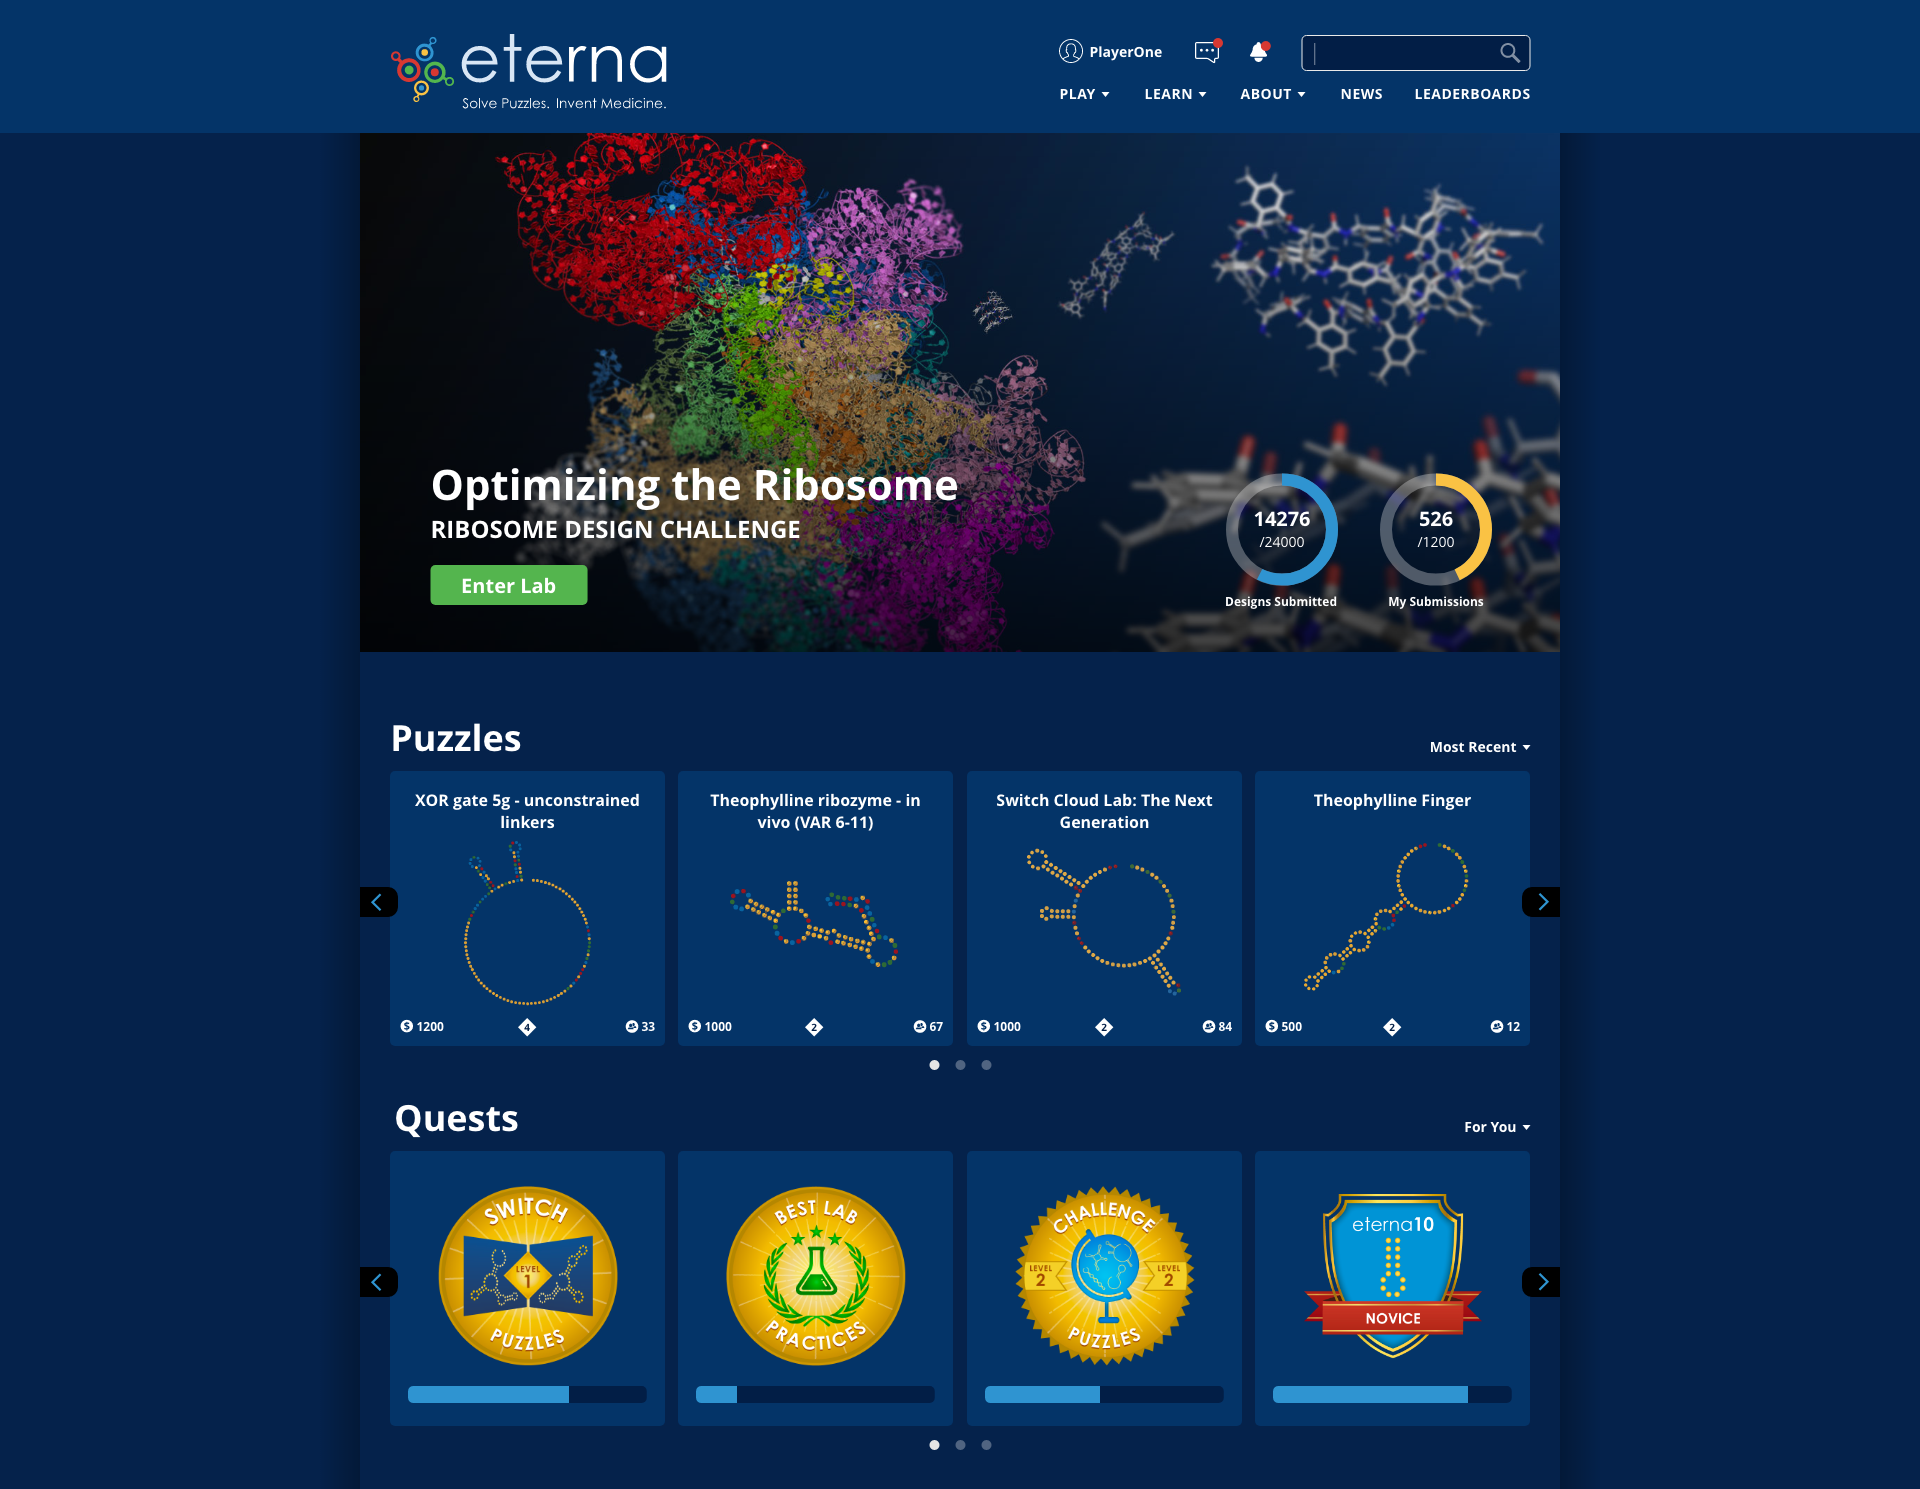 eterna
Solve Puzzles. Invent Medicine.
PlayerOne
PLAY
LEARN
ABOUT
NEWS
LEADERBOARDS
Optimizing the Ribosome
RIBOSOME DESIGN CHALLENGE
Enter Lab
14276
/24000
Designs Submitted
526
/1200
My Submissions
Puzzles
Most Recent
XOR gate 5g - unconstrained
linkers
$ 1200
4
33
Theophylline ribozyme - in
vivo (VAR 6-11)
$ 1000
2
67
Switch Cloud Lab: The Next
Generation
$ 1000
2
84
Theophylline Finger
$ 500
2
12
Quests
For You
SWITCH
LEVEL
1
PUZZLES
BEST LAB
PRACTICES
CHALLENGE
LEVEL
2
LEVEL
2
PUZZLES
eterna10
NOVICE